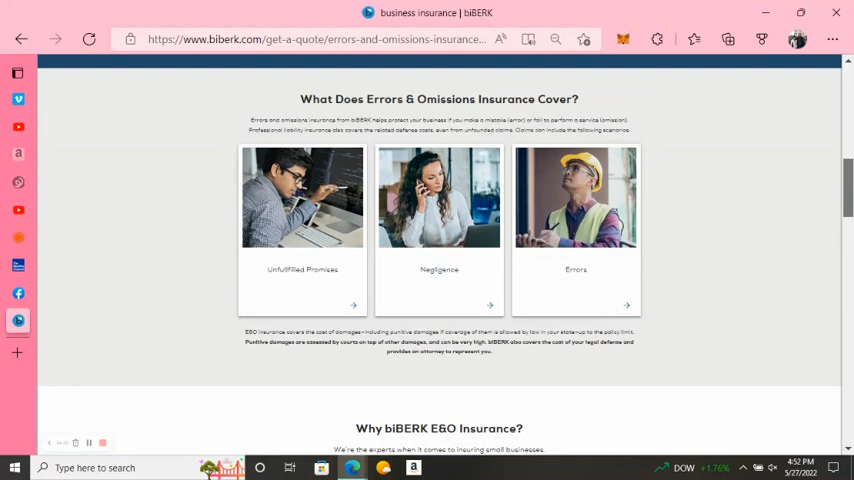 business insurance | biBERK
https://www.biberk.com/get-a-quote/errors-and-omissions-insurance...
What Does Errors & Omissions Insurance Cover?
Errors and omissions insurance from biBERK helps protect your business if you make a mistake (error) or fail to perform a service (omission).
Professional liability insurance also covers the related defense costs, even from unfounded claims. Claims can include the following scenarios.
Unfullfilled Promises
Negligence
Errors
E&O insurance covers the cost of damages—including punitive damages if coverage of them is allowed by law in your state—up to the policy limit.
Punitive damages are assessed by courts on top of other damages, and can be very high. biBERK also covers the cost of your legal defense and
provides an attorney to represent you.
Why biBERK E&O Insurance?
We're the experts when it comes to insuring small businesses.
Type here to search
DOW +1.76%
4:52 PM
5/27/2022